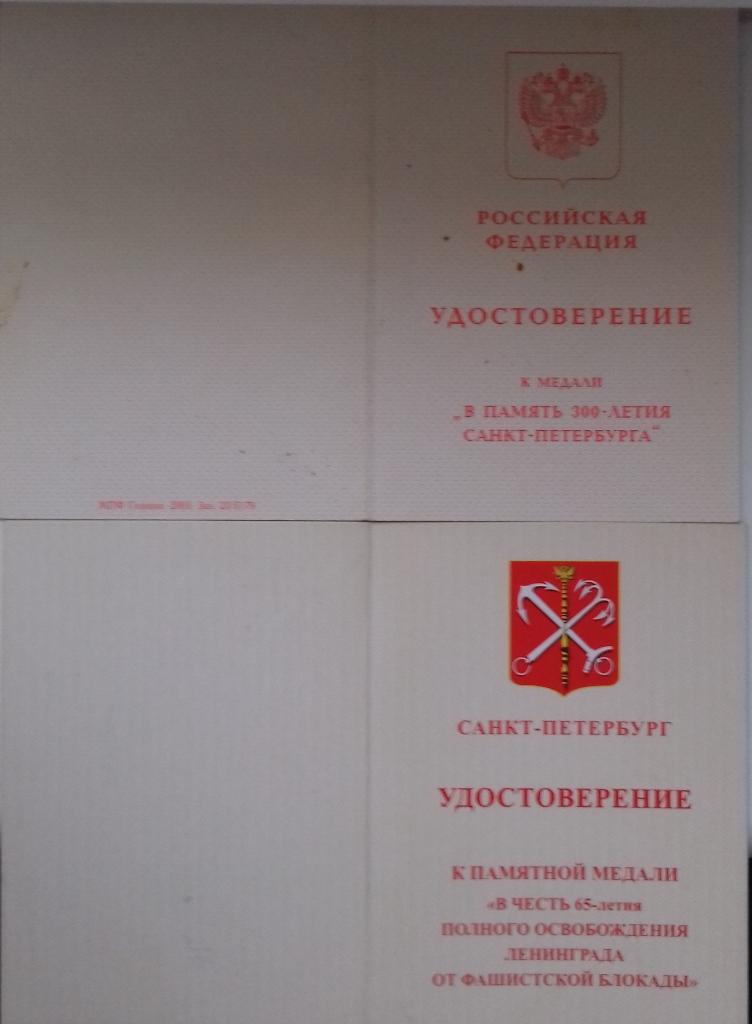 РОССИЙСКАЯ
ФЕДЕРАЦИЯ
УДОСТОВЕРЕНИЕ
К МЕДАЛИ
„В ПАМЯТЬ 300-ЛЕТИЯ
САНКТ-ПЕТЕРБУРГА"
САНКТ-ПЕТЕРБУРГ
УДОСТОВЕРЕНИЕ
К ПАМЯТНОЙ МЕДАЛИ
«В ЧЕСТЬ 65-летия
ПОЛНОГО ОСВОБОЖДЕНИЯ
ЛЕНИНГРАДА
ОТ ФАШИСТСКОЙ БЛОКАДЫ»